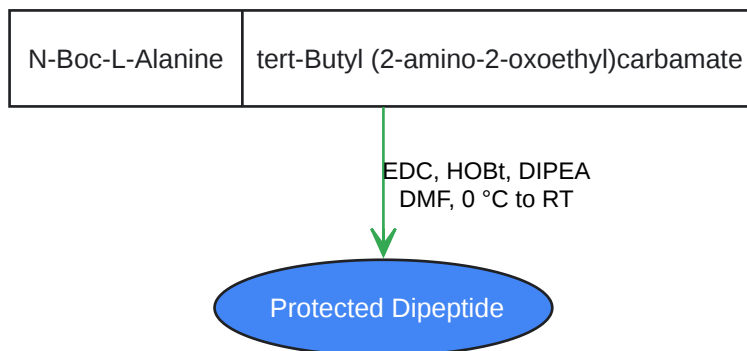 N-Boc-L-Alanine
tert-Butyl (2-amino-2-oxoethyl)carbamate
EDC, HOBt, DIPEA
DMF, 0 °C to RT
Protected Dipeptide